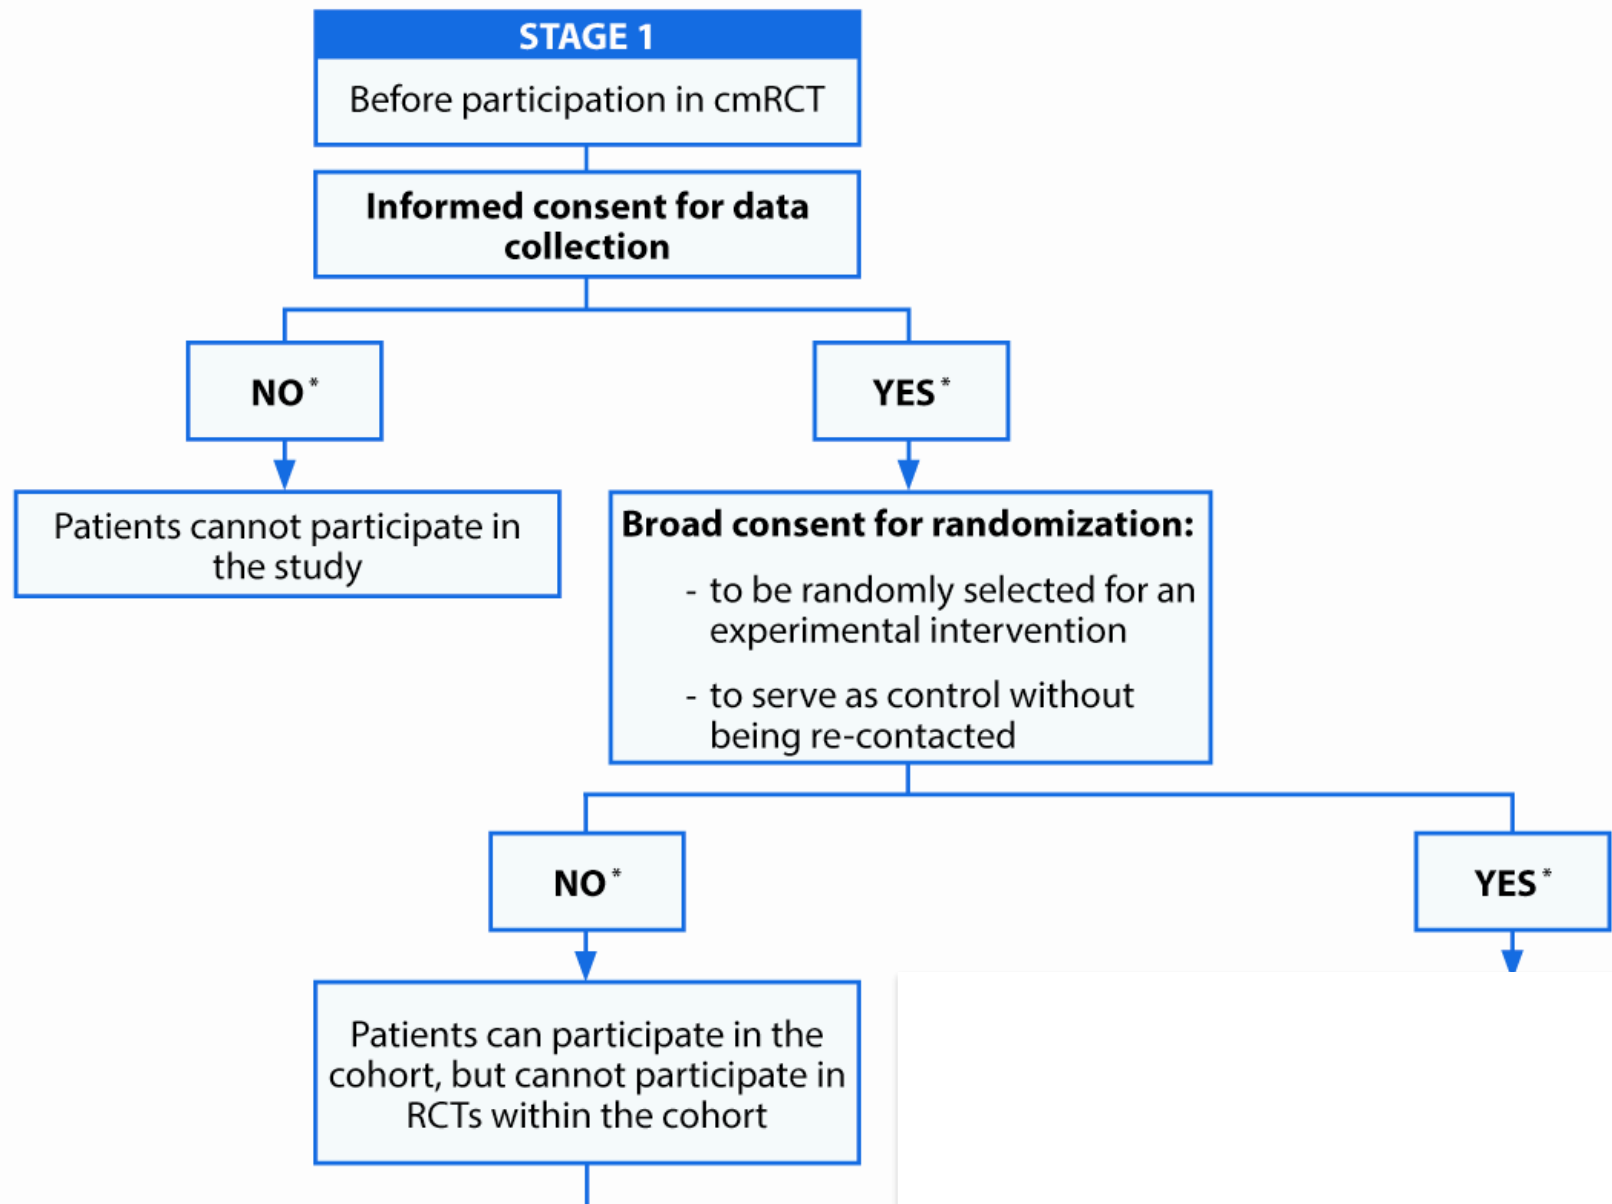 STAGE 1
Before participation in cmRCT
Informed consent for data
collection
NO*
YES*
Patients cannot participate in
the study
Broad consent for randomization:
- to be randomly selected for an
experimental intervention
- to serve as control without
being re-contacted
NO*
YES*
Patients can participate in the
cohort, but cannot participate in
RCTs within the cohort